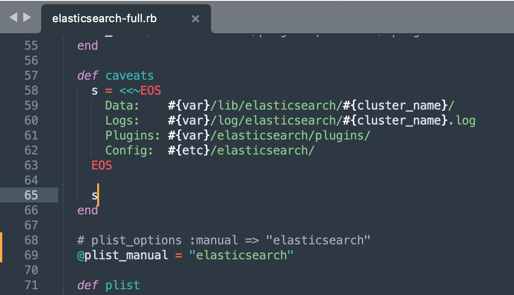 elasticsearch-full.rb
55 end
56
57 def caveats
58 s = <<~EOS
59 Data: #{var}/lib/elasticsearch/#{cluster_name}/
60 Logs: #{var}/log/elasticsearch/#{cluster_name}.log
61 Plugins: #{var}/elasticsearch/plugins/
62 Config: #{etc}/elasticsearch/
63 EOS
64
65 s
66 end
67
68 # plist_options :manual => "elasticsearch"
69 @plist_manual = "elasticsearch"
70
71 def plist